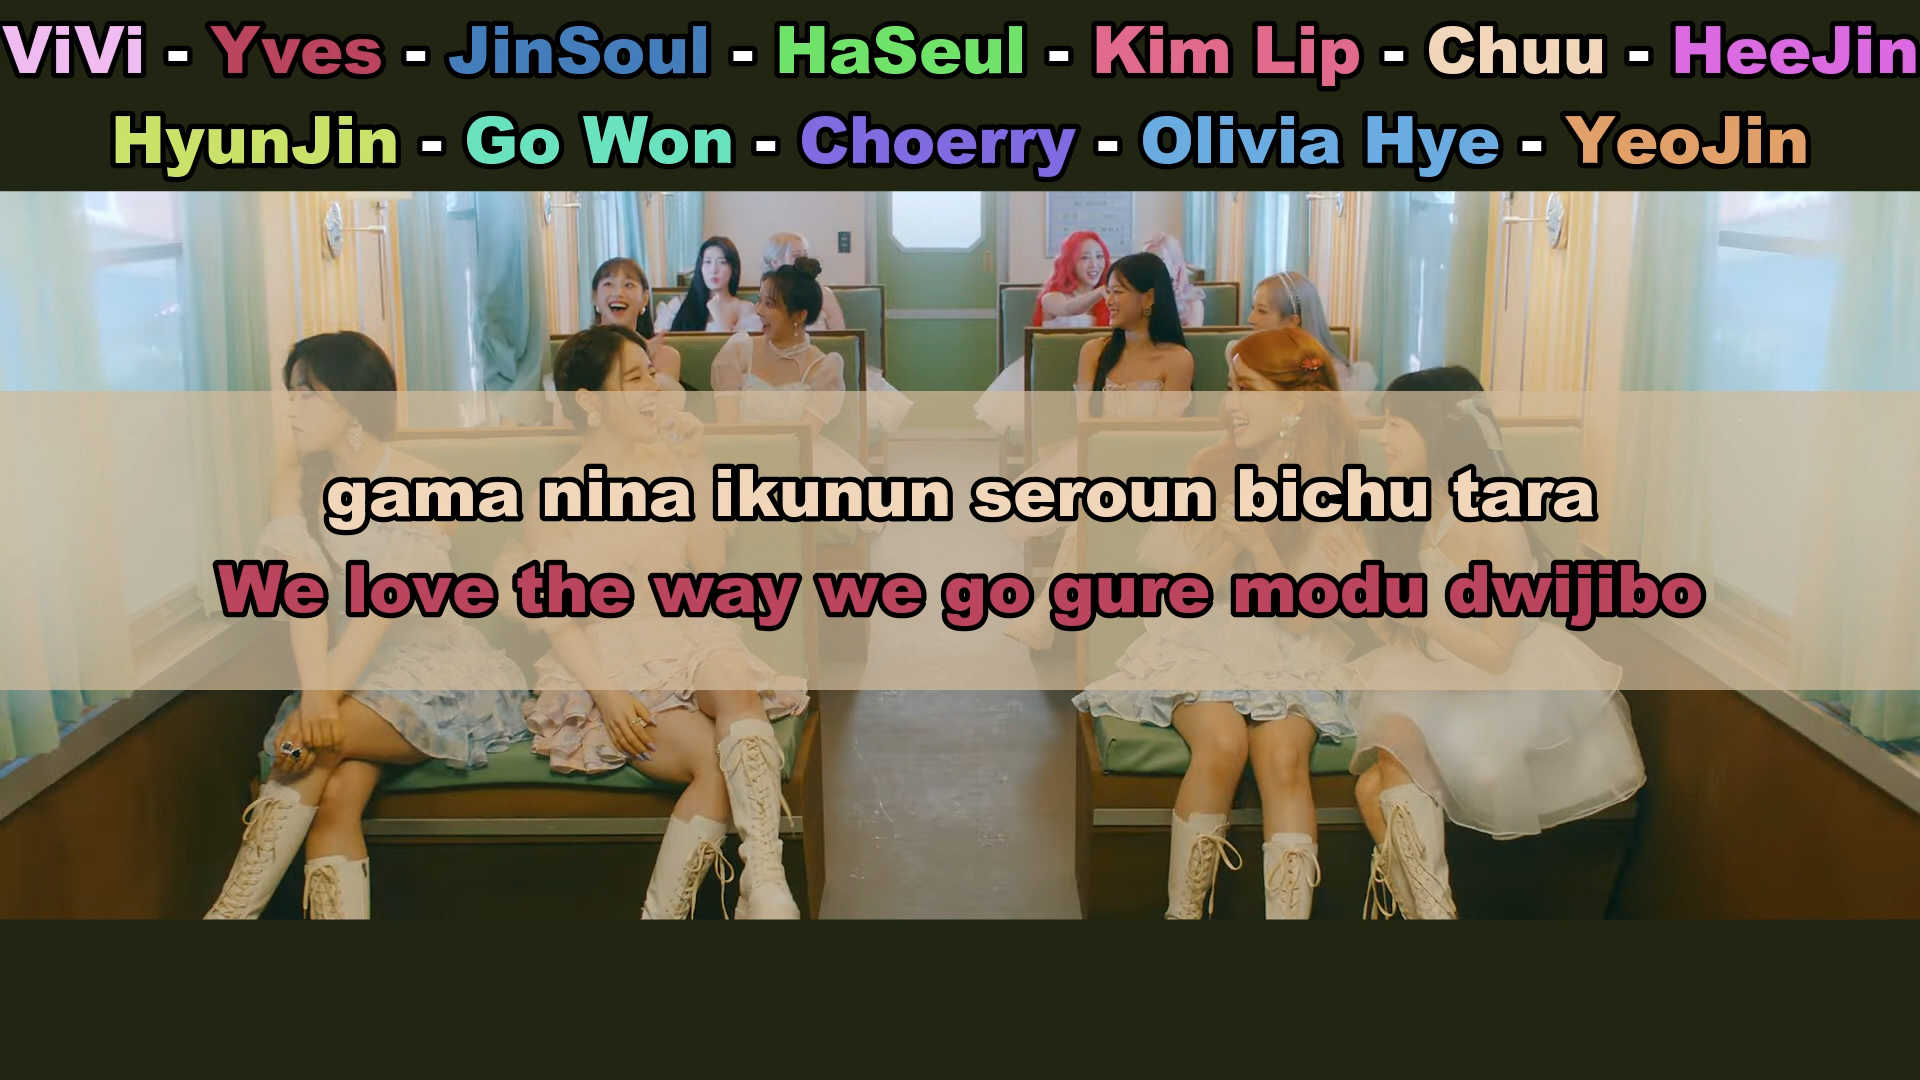 ViVi - Yves - JinSoul - HaSeul - Kim Lip - Chuu - HeeJin
HyunJin - Go Won - Choerry - Olivia Hye - YeoJin
gama nina ikunun seroun bichu tara
We love the way we go gure modu dwijibo